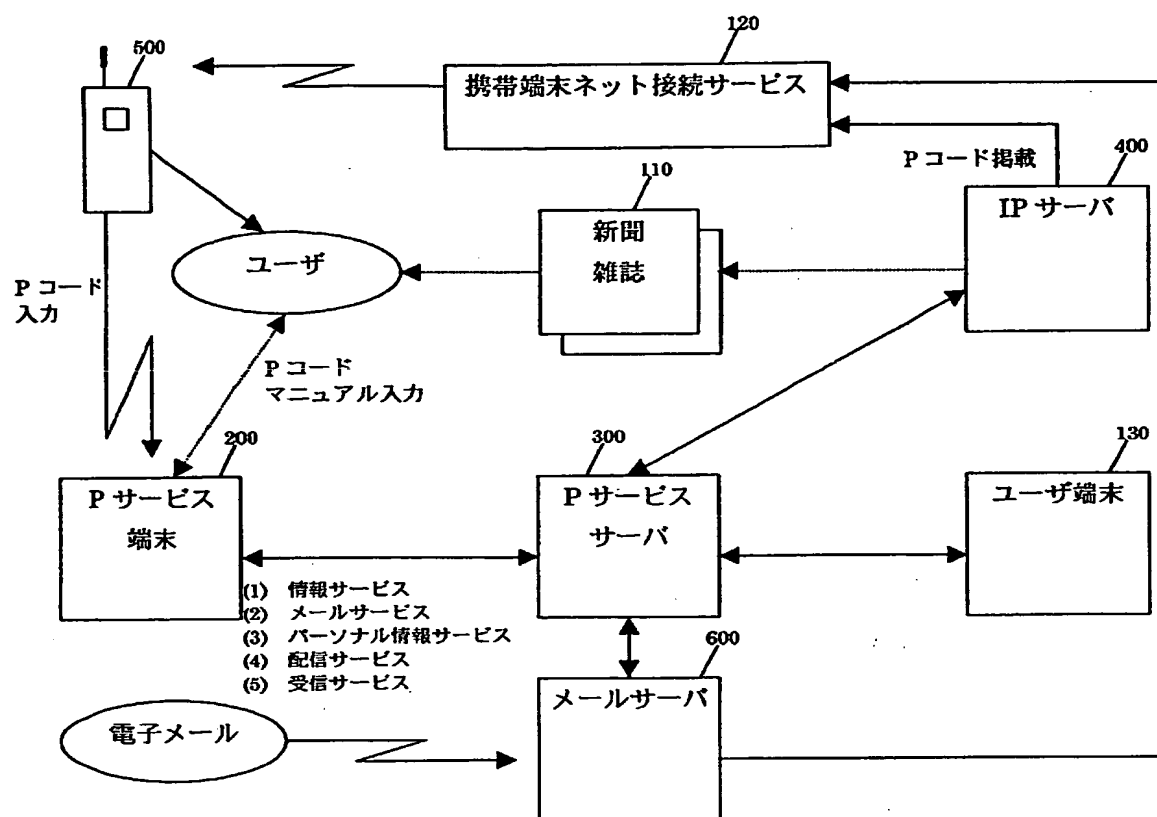 500
120
携帯端末ネット接続サービス
Pコード掲載
400
IPサーバ
110
新聞
雑誌
ユーザ
Pコード
入力
Pコード
マニュアル入力
200
Pサービス
端末
300
Pサービス
サーバ
130
ユーザ端末
(1) 情報サービス
(2) メールサービス
(3) パーソナル情報サービス
(4) 配信サービス
(5) 受信サービス
600
メールサーバ
電子メール